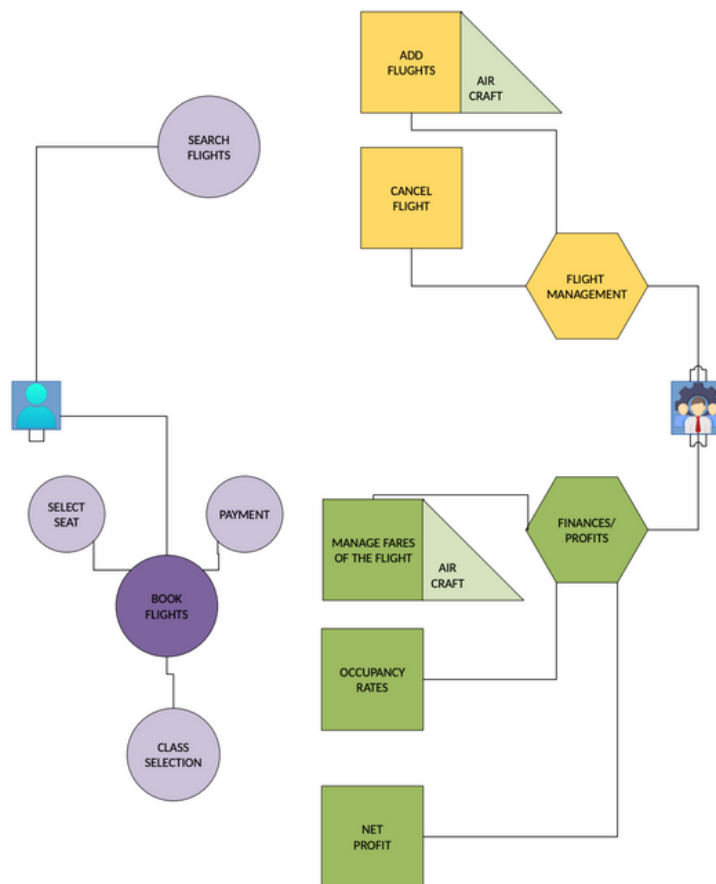 ADD
FLUGHTS
AIR
CRAFT
SEARCH
FLIGHTS
CANCEL
FLIGHT
FLIGHT
MANAGEMENT
SELECT
SEAT
PAYMENT
MANAGE FARES
OF THE FLIGHT
AIR
CRAFT
FINANCES/
PROFITS
BOOK
FLIGHTS
OCCUPANCY
RATES
CLASS
SELECTION
NET
PROFIT